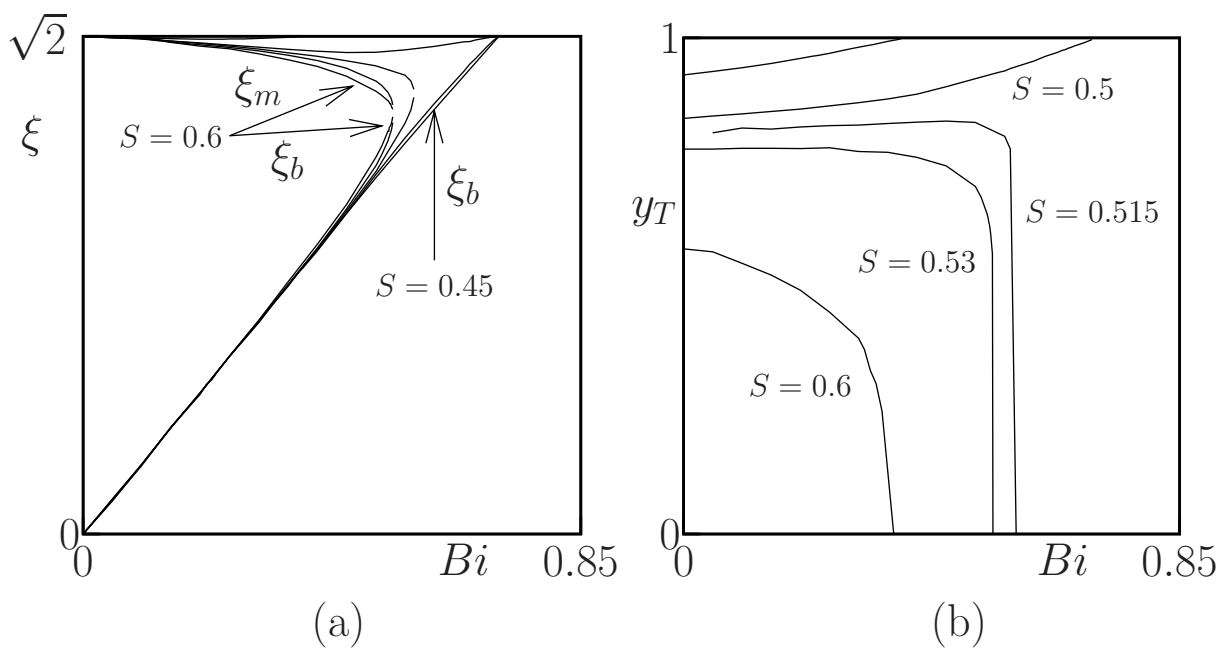 √2
ξ
ξm
S = 0.6
ξb
ξb
S = 0.45
0
0
Bi
0.85
(a)
1
S = 0.5
yT
S = 0.515
S = 0.53
S = 0.6
0
0
Bi
0.85
(b)